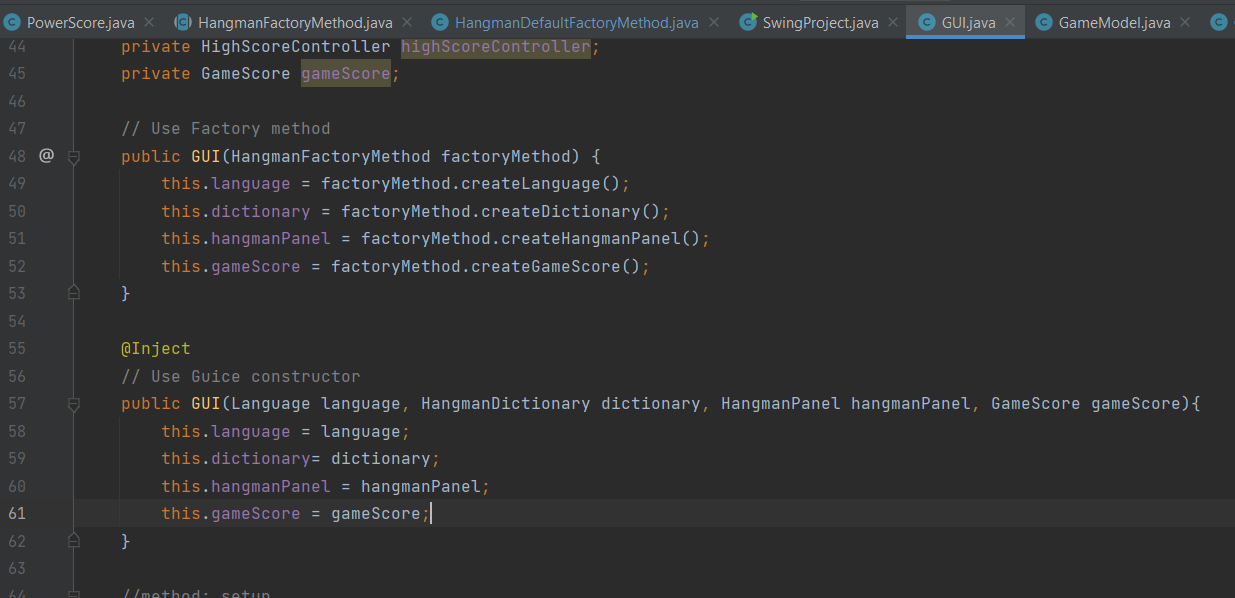 PowerScore.java HangmanFactoryMethod.java HangmanDefaultFactoryMethod.java SwingProject.java GUI.java GameModel.java
44 private HighScoreController highScoreController;
45 private GameScore gameScore;
46
47 // Use Factory method
48 @ public GUI(HangmanFactoryMethod factoryMethod) {
49 this.language = factoryMethod.createLanguage();
50 this.dictionary = factoryMethod.createDictionary();
51 this.hangmanPanel = factoryMethod.createHangmanPanel();
52 this.gameScore = factoryMethod.createGameScore();
53 }
54
55 @Inject
56 // Use Guice constructor
57 public GUI(Language language, HangmanDictionary dictionary, HangmanPanel hangmanPanel, GameScore gameScore){
58 this.language = language;
59 this.dictionary= dictionary;
60 this.hangmanPanel = hangmanPanel;
61 this.gameScore = gameScore;
62 }
63
64 //method: setup